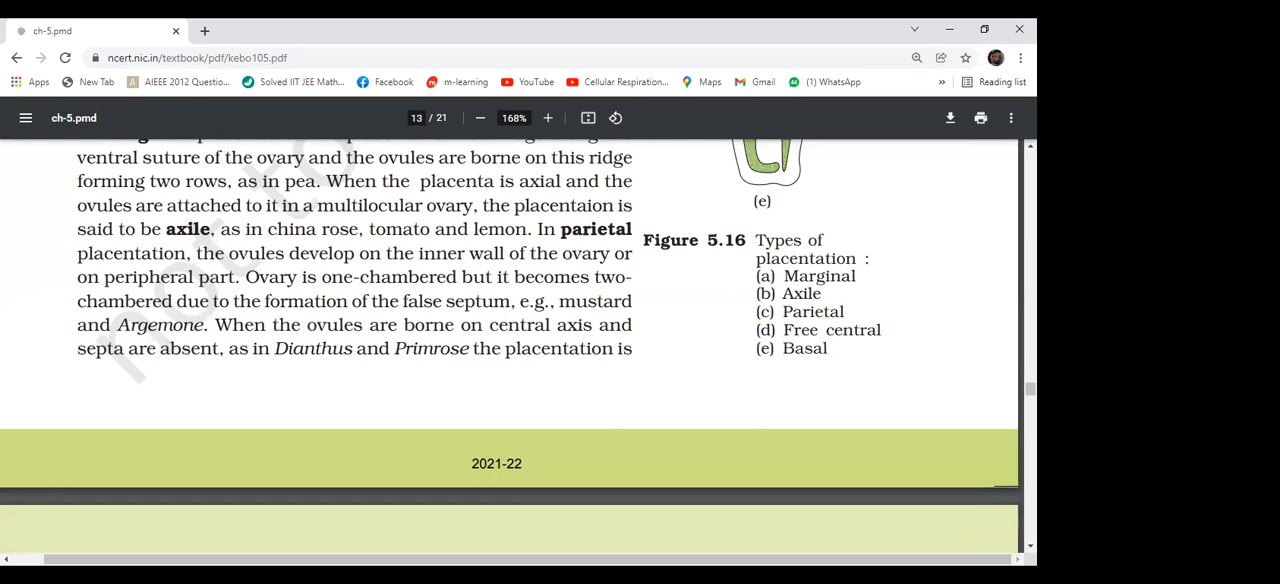 ch-5.pmd
ncert.nic.in/textbook/pdf/kebo105.pdf
Apps New Tab AIEEE 2012 Questio... Solved IIT JEE Math... Facebook m-learning YouTube Cellular Respiration... Maps Gmail (1) WhatsApp » Reading list
ch-5.pmd 13 / 21 168%
ventral suture of the ovary and the ovules are borne on this ridge
forming two rows, as in pea. When the placenta is axial and the
ovules are attached to it in a multilocular ovary, the placentaion is
said to be axile, as in china rose, tomato and lemon. In parietal
placentation, the ovules develop on the inner wall of the ovary or
on peripheral part. Ovary is one-chambered but it becomes two-
chambered due to the formation of the false septum, e.g., mustard
and Argemone. When the ovules are borne on central axis and
septa are absent, as in Dianthus and Primrose the placentation is
(e)
Figure 5.16 Types of
placentation :
(a) Marginal
(b) Axile
(c) Parietal
(d) Free central
(e) Basal
not to
2021-22